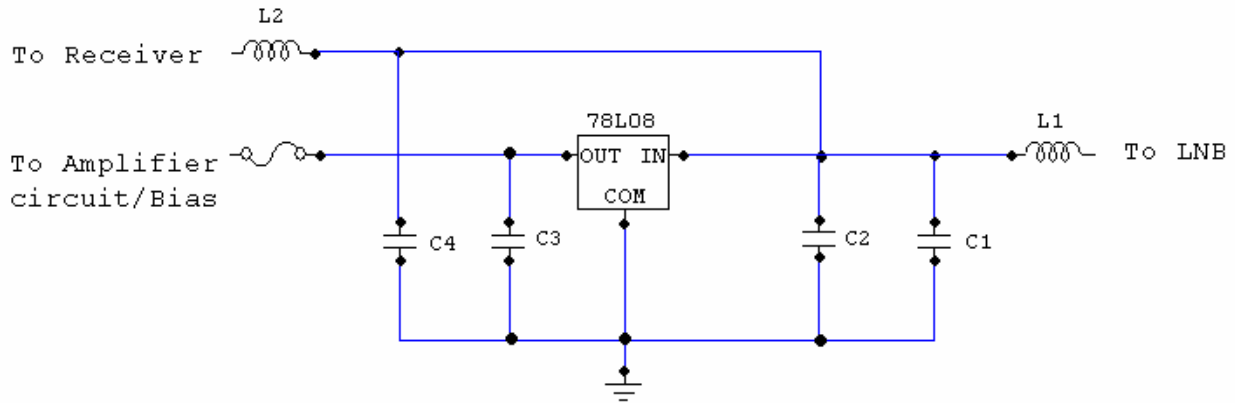 L2
To Receiver
78L08
L1
To Amplifier
circuit/Bias
OUT IN
COM
To LNB
C4
C3
C2
C1